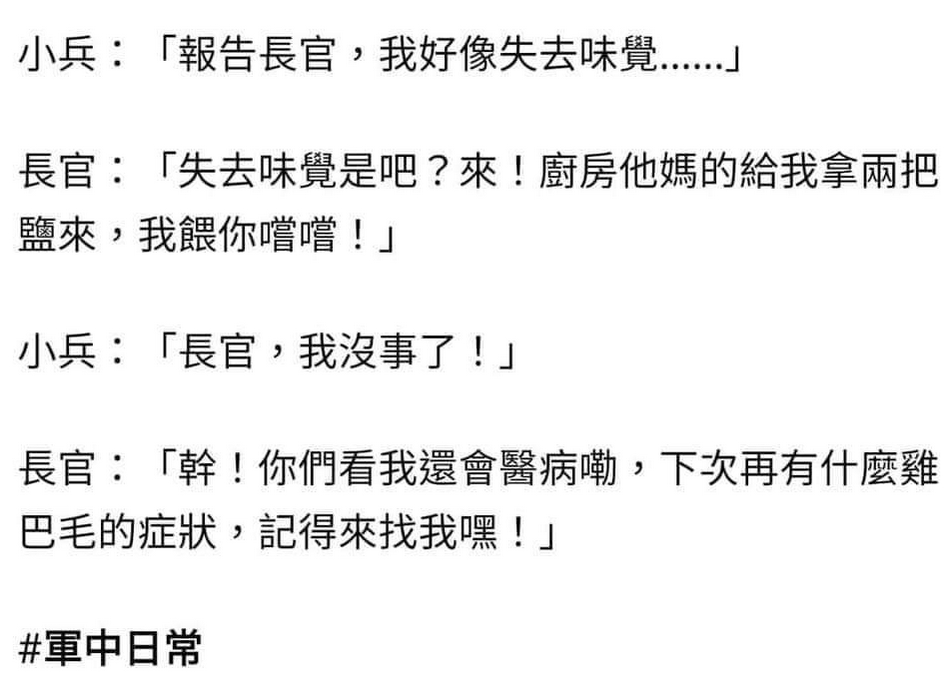 小兵：「報告長官，我好像失去味覺......」
長官：「失去味覺是吧？來！廚房他媽的給我拿兩把
鹽來，我餵你嚐嚐！」
小兵：「長官，我沒事了！」
長官：「幹！你們看我還會醫病嘞，下次再有什麼雞
巴毛的症狀，記得來找我嘿！」
#軍中日常